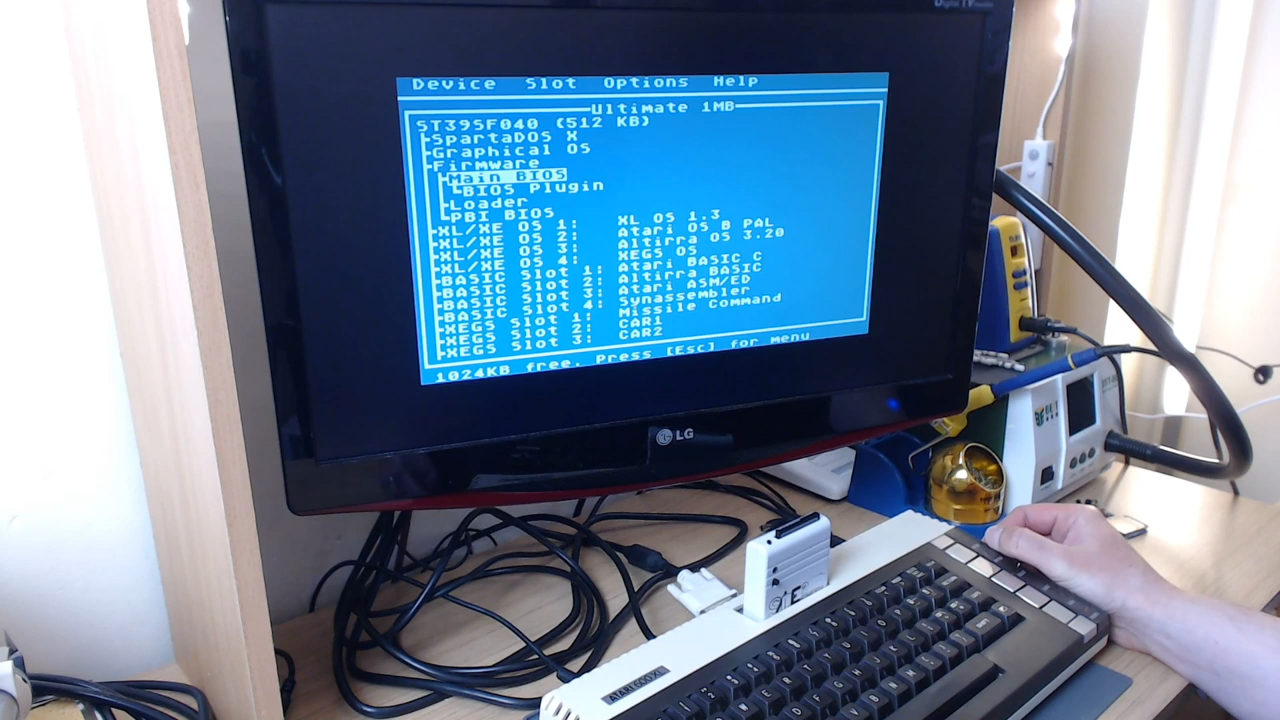 Digital TV
Device Slot Options Help
Ultimate 1MB
ST39SF040 (512 KB)
SpartaDOS X
Graphical OS
Firmware
Main BIOS
BIOS Plugin
Loader
PBI BIOS
XL/XE OS 1: XL OS 1.3
XL/XE OS 2: Atari OS B PAL
XL/XE OS 3: Altirra OS 3.20
XL/XE OS 4: XEGS OS
BASIC Slot 1: Atari BASIC C
BASIC Slot 2: Altirra BASIC
BASIC Slot 3: Atari ASM/ED
BASIC Slot 4: Synassembler
XEGS Slot 1: Missile Command
XEGS Slot 2: CAR1
XEGS Slot 3: CAR2
1024KB free. Press [Esc] for menu
LG
ATARI 600XL